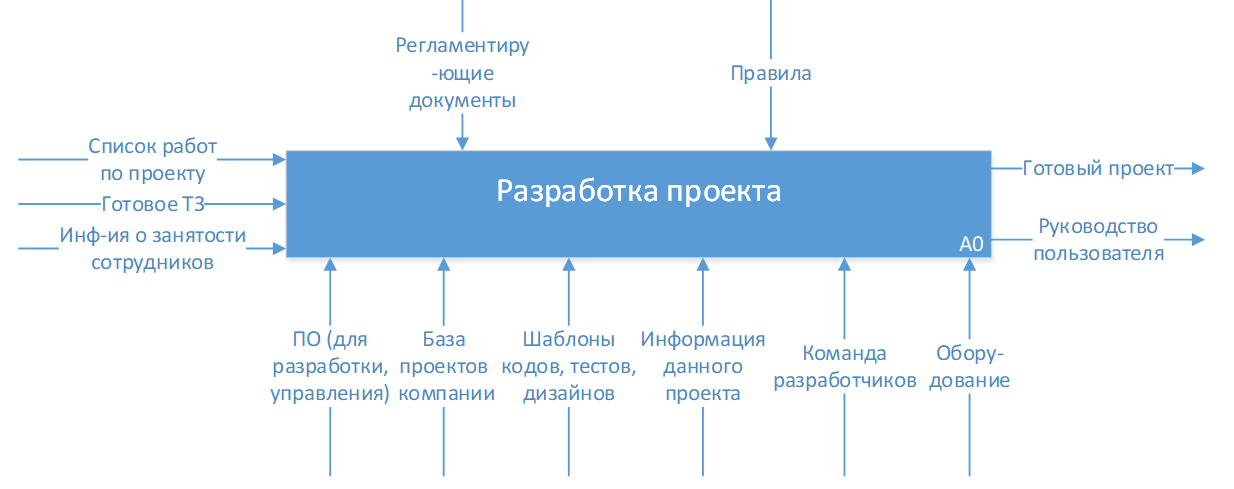 Регламентиру
-ющие
документы
Правила
Список работ
по проекту
Готовое ТЗ
Инф-ия о занятости
сотрудников
Разработка проекта
А0
Готовый проект
Руководство
пользователя
ПО (для
разработки,
управления)
База
проектов
компании
Шаблоны
кодов, тестов,
дизайнов
Информация
данного
проекта
Команда
разработчиков
Обору-
дование